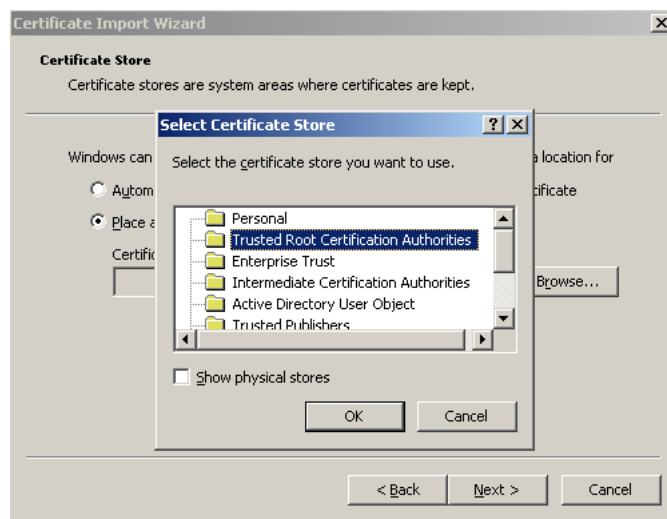 Certificate Import Wizard
Certificate Store
Certificate stores are system areas where certificates are kept.
Select Certificate Store
Windows can
a location for
Select the certificate store you want to use.
Autom
tificate
Place a
Personal
Trusted Root Certification Authorities
Enterprise Trust
Certific
Intermediate Certification Authorities
Browse...
Active Directory User Object
Trusted Publishers
Show physical stores
OK
Cancel
< Back
Next >
Cancel